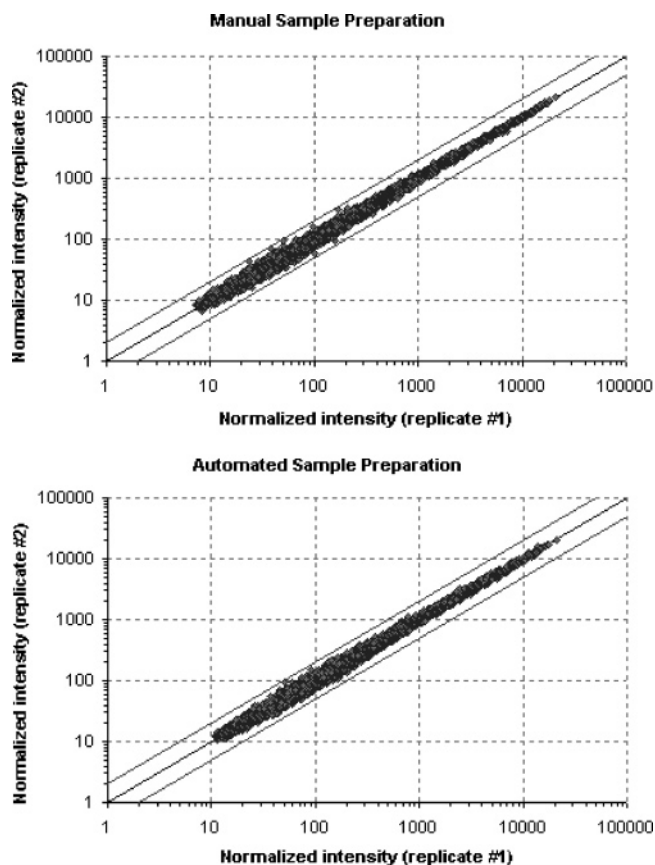 Manual Sample Preparation
Normalized intensity (replicate #2)
100000
10000
1000
100
10
1
1 10 100 1000 10000 100000
Normalized intensity (replicate #1)
Automated Sample Preparation
Normalized intensity (replicate #2)
100000
10000
1000
100
10
1
1 10 100 1000 10000 100000
Normalized intensity (replicate #1)